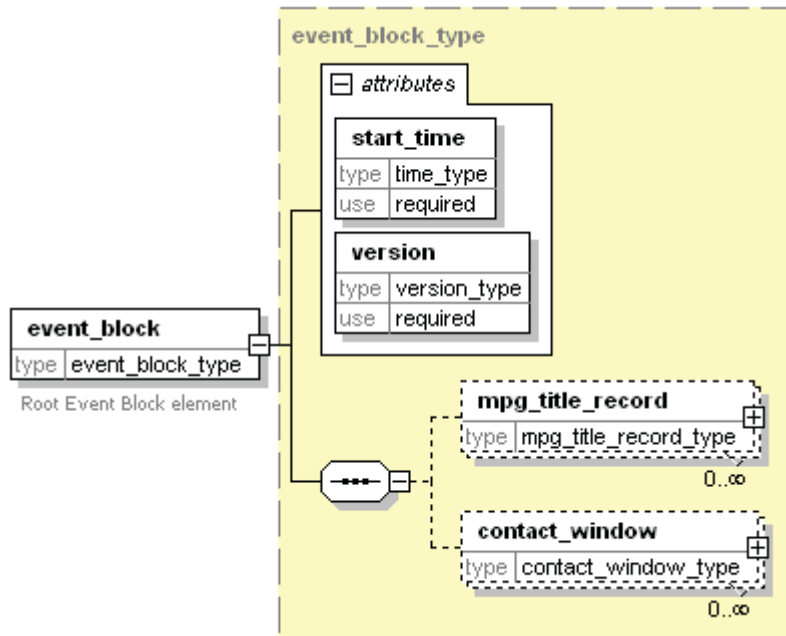 event_block_type
attributes
start_time
type time_type
use required
version
type version_type
use required
event_block
type event_block_type
Root Event Block element
mpg_title_record
type mpg_title_record_type
0..∞
contact_window
type contact_window_type
0..∞